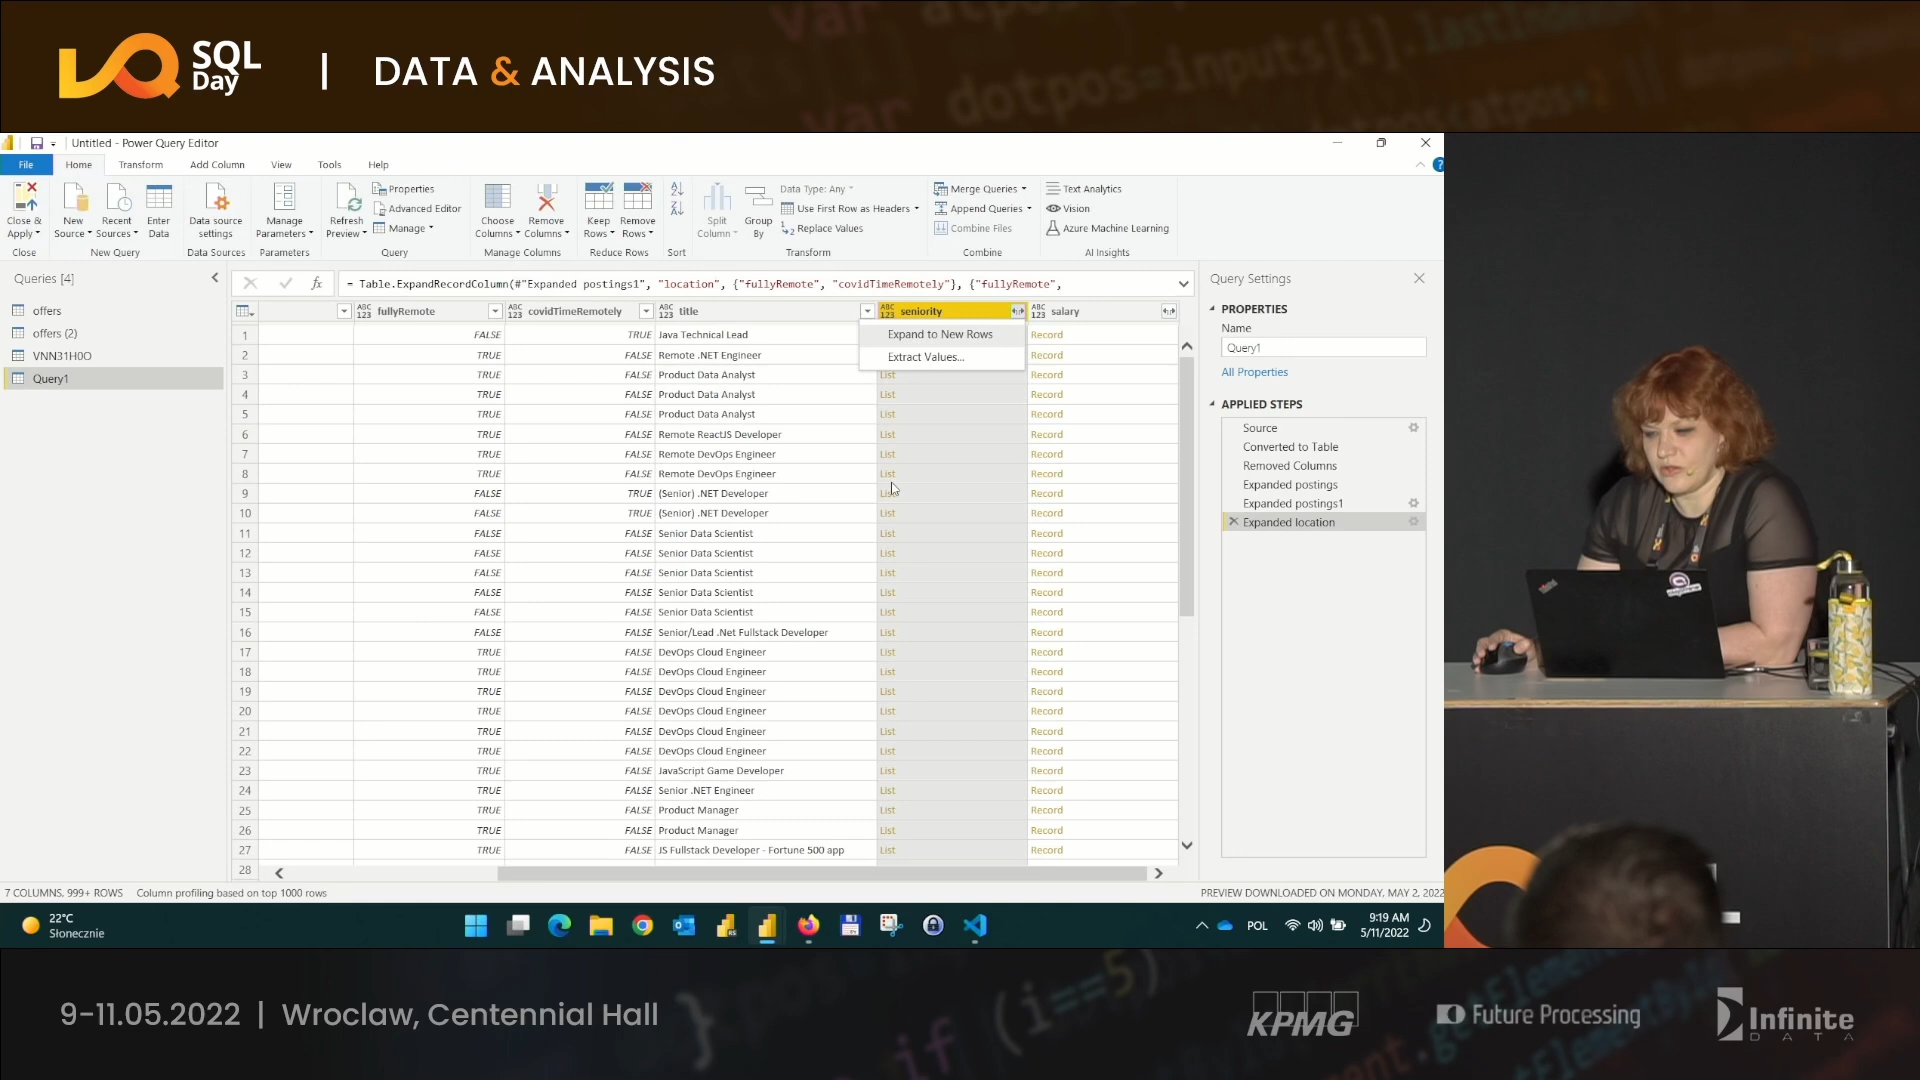 SQL
Day
| DATA & ANALYSIS
Untitled - Power Query Editor
File Home Transform Add Column View Tools Help
Close & Apply
New Source
Recent Sources
Enter Data
Data source settings
Manage Parameters
Refresh Preview
Properties
Advanced Editor
Manage
Choose Columns
Remove Columns
Keep Rows
Remove Rows
Split Column
Group By
Data Type: Any
Use First Row as Headers
Replace Values
Merge Queries
Append Queries
Combine Files
Text Analytics
Vision
Azure Machine Learning
Close New Query Data Sources Parameters Query Manage Columns Reduce Rows Sort Transform Combine AI Insights
Queries [4]
offers
offers (2)
VNN31H0O
Query1
fx = Table.ExpandRecordColumn(#"Expanded postings1", "location", {"fullyRemote", "covidTimeRemotely"}, {"fullyRemote",
ABC 123 fullyRemote ABC 123 covidTimeRemotely ABC 123 title ABC 123 seniority ABC 123 salary
Expand to New Rows
Extract Values...
1 FALSE TRUE Java Technical Lead Record
2 TRUE FALSE Remote .NET Engineer Record
3 TRUE FALSE Product Data Analyst List Record
4 TRUE FALSE Product Data Analyst List Record
5 TRUE FALSE Product Data Analyst List Record
6 TRUE FALSE Remote ReactJS Developer List Record
7 TRUE FALSE Remote DevOps Engineer List Record
8 TRUE FALSE Remote DevOps Engineer List Record
9 FALSE TRUE (Senior) .NET Developer List Record
10 FALSE TRUE (Senior) .NET Developer List Record
11 FALSE FALSE Senior Data Scientist List Record
12 FALSE FALSE Senior Data Scientist List Record
13 FALSE FALSE Senior Data Scientist List Record
14 FALSE FALSE Senior Data Scientist List Record
15 FALSE FALSE Senior Data Scientist List Record
16 FALSE FALSE Senior/Lead .Net Fullstack Developer List Record
17 TRUE FALSE DevOps Cloud Engineer List Record
18 TRUE FALSE DevOps Cloud Engineer List Record
19 TRUE FALSE DevOps Cloud Engineer List Record
20 TRUE FALSE DevOps Cloud Engineer List Record
21 TRUE FALSE DevOps Cloud Engineer List Record
22 TRUE FALSE DevOps Cloud Engineer List Record
23 TRUE FALSE JavaScript Game Developer List Record
24 TRUE FALSE Senior .NET Engineer List Record
25 TRUE FALSE Product Manager List Record
26 TRUE FALSE Product Manager List Record
27 TRUE FALSE JS Fullstack Developer - Fortune 500 app List Record
28
Query Settings
PROPERTIES
Name
Query1
All Properties
APPLIED STEPS
Source
Converted to Table
Removed Columns
Expanded postings
Expanded postings1
Expanded location
7 COLUMNS, 999+ ROWS Column profiling based on top 1000 rows PREVIEW DOWNLOADED ON MONDAY, MAY 2, 2022
22°C
Słonecznie
POL
9:19 AM
5/11/2022
9-11.05.2022 | Wroclaw, Centennial Hall
KPMG
Future Processing
Infinite
DATA